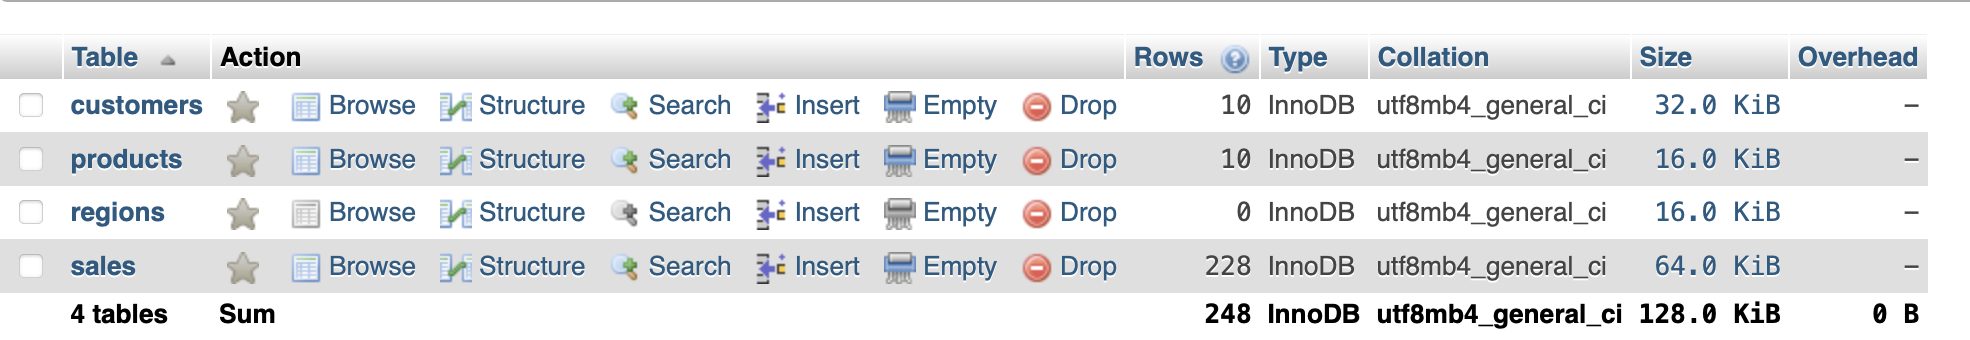 Table Action Rows Type Collation Size Overhead
customers Browse Structure Search Insert Empty Drop 10 InnoDB utf8mb4_general_ci 32.0 KiB –
products Browse Structure Search Insert Empty Drop 10 InnoDB utf8mb4_general_ci 16.0 KiB –
regions Browse Structure Search Insert Empty Drop 0 InnoDB utf8mb4_general_ci 16.0 KiB –
sales Browse Structure Search Insert Empty Drop 228 InnoDB utf8mb4_general_ci 64.0 KiB –
4 tables Sum 248 InnoDB utf8mb4_general_ci 128.0 KiB 0 B